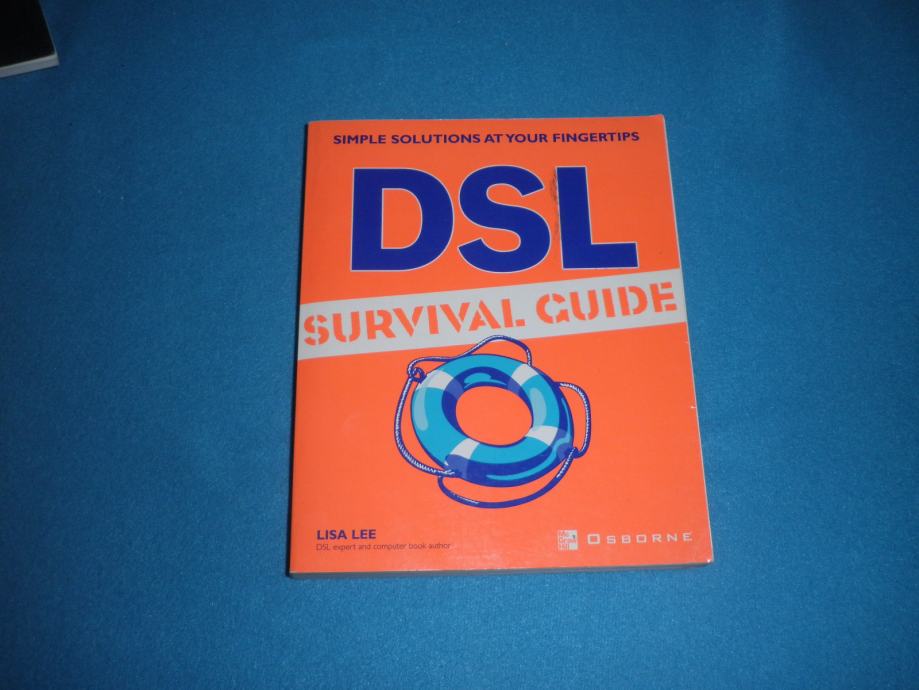 SIMPLE SOLUTIONS AT YOUR FINGERTIPS
DSL
SURVIVAL GUIDE
LISA LEE
DSL expert and computer book author
OSBORNE